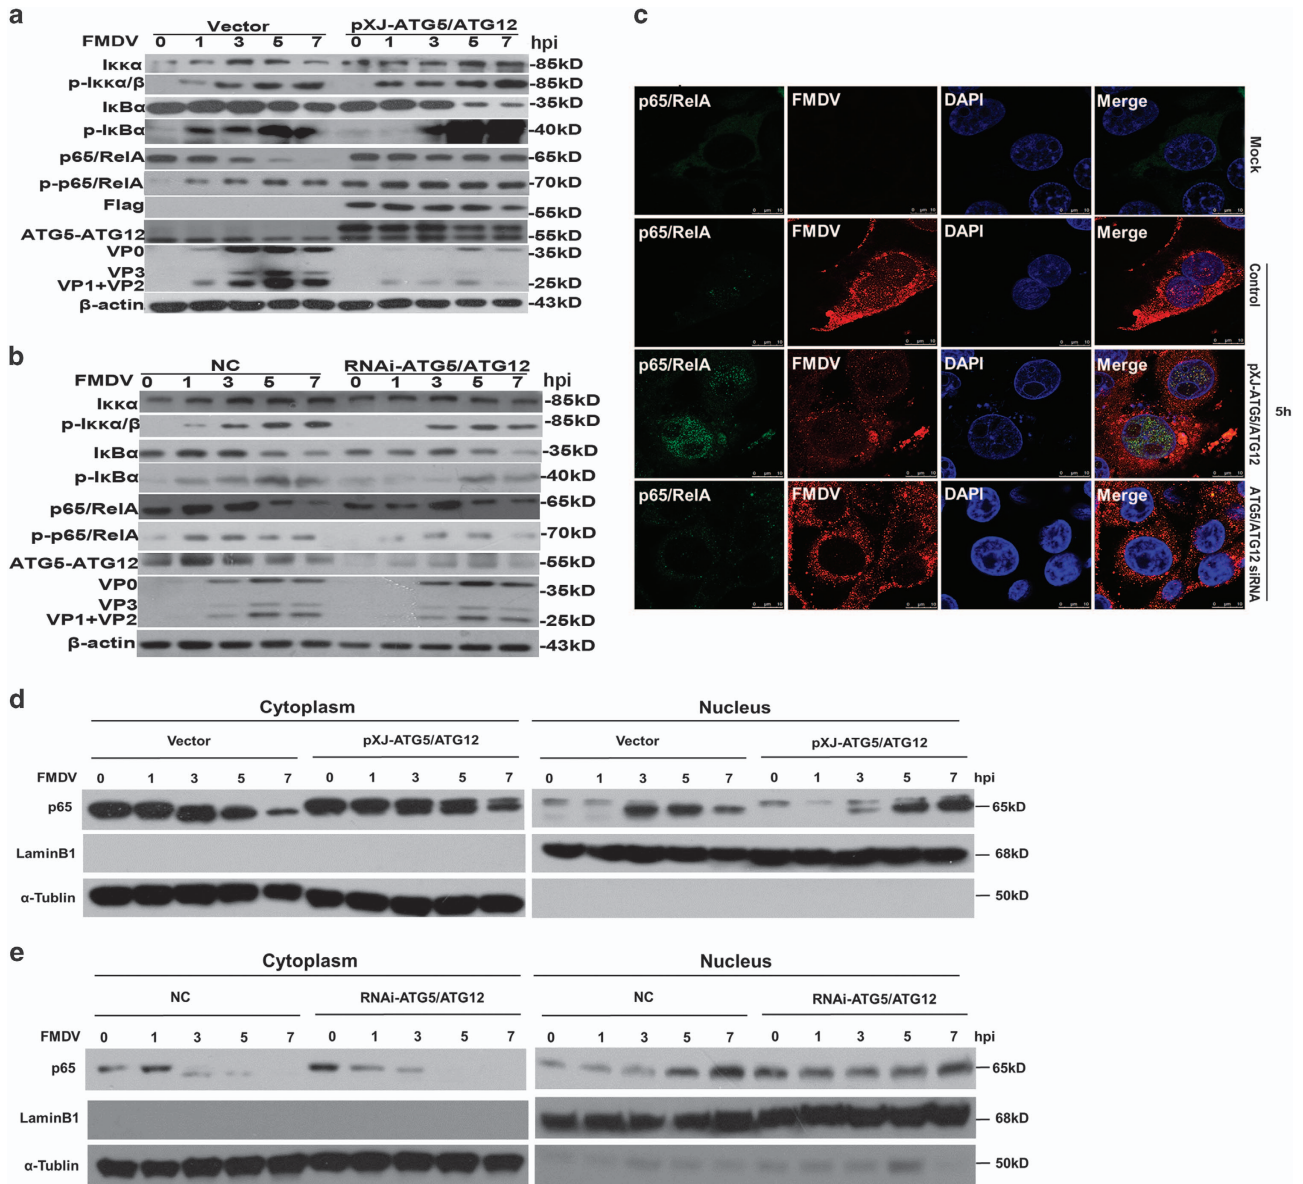 a
Vector pXJ-ATG5/ATG12
FMDV 0 1 3 5 7 0 1 3 5 7 hpi
Iκκα -85kD
p-Iκκα/β -85kD
IκBα -35kD
p-IκBα -40kD
p65/RelA -65kD
p-p65/RelA -70kD
Flag -55kD
ATG5-ATG12 -55kD
VP0 -35kD
VP3
VP1+VP2 -25kD
β-actin -43kD
b
NC RNAi-ATG5/ATG12
FMDV 0 1 3 5 7 0 1 3 5 7 hpi
Iκκα -85kD
p-Iκκα/β -85kD
IκBα -35kD
p-IκBα -40kD
p65/RelA -65kD
p-p65/RelA -70kD
ATG5-ATG12 -55kD
VP0 -35kD
VP3
VP1+VP2 -25kD
β-actin -43kD
c
p65/RelA FMDV DAPI Merge
Mock
p65/RelA FMDV DAPI Merge
Control
p65/RelA FMDV DAPI Merge
pXJ-ATG5/ATG12
5h
p65/RelA FMDV DAPI Merge
ATG5/ATG12 siRNA
0 µm 10
d
Cytoplasm Nucleus
Vector pXJ-ATG5/ATG12 Vector pXJ-ATG5/ATG12
FMDV 0 1 3 5 7 0 1 3 5 7 0 1 3 5 7 0 1 3 5 7 hpi
p65 65kD
LaminB1 68kD
α-Tublin 50kD
e
Cytoplasm Nucleus
NC RNAi-ATG5/ATG12 NC RNAi-ATG5/ATG12
FMDV 0 1 3 5 7 0 1 3 5 7 0 1 3 5 7 0 1 3 5 7 hpi
p65 65kD
LaminB1 68kD
α-Tublin 50kD